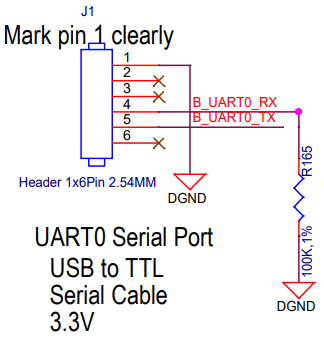 J1
Mark pin 1 clearly
1
2
3
4
5
6
B_UART0_RX
B_UART0_TX
R165
100K,1%
Header 1x6Pin 2.54MM
DGND
DGND
UART0 Serial Port
USB to TTL
Serial Cable
3.3V